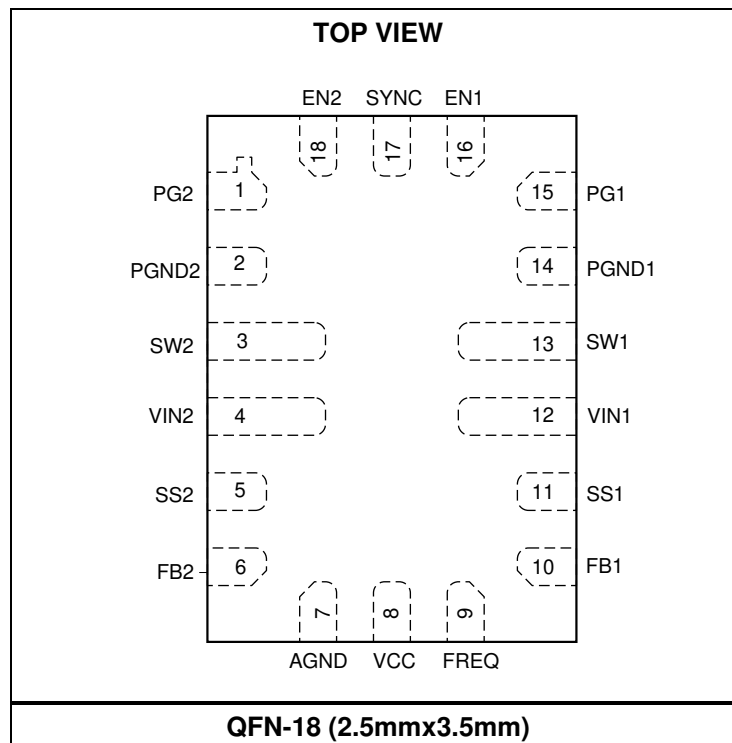 TOP VIEW
EN2 SYNC EN1
18 17 16
PG2 1 15 PG1
PGND2 2 14 PGND1
SW2 3 13 SW1
VIN2 4 12 VIN1
SS2 5 11 SS1
FB2 6 10 FB1
7 8 9
AGND VCC FREQ
QFN-18 (2.5mmx3.5mm)